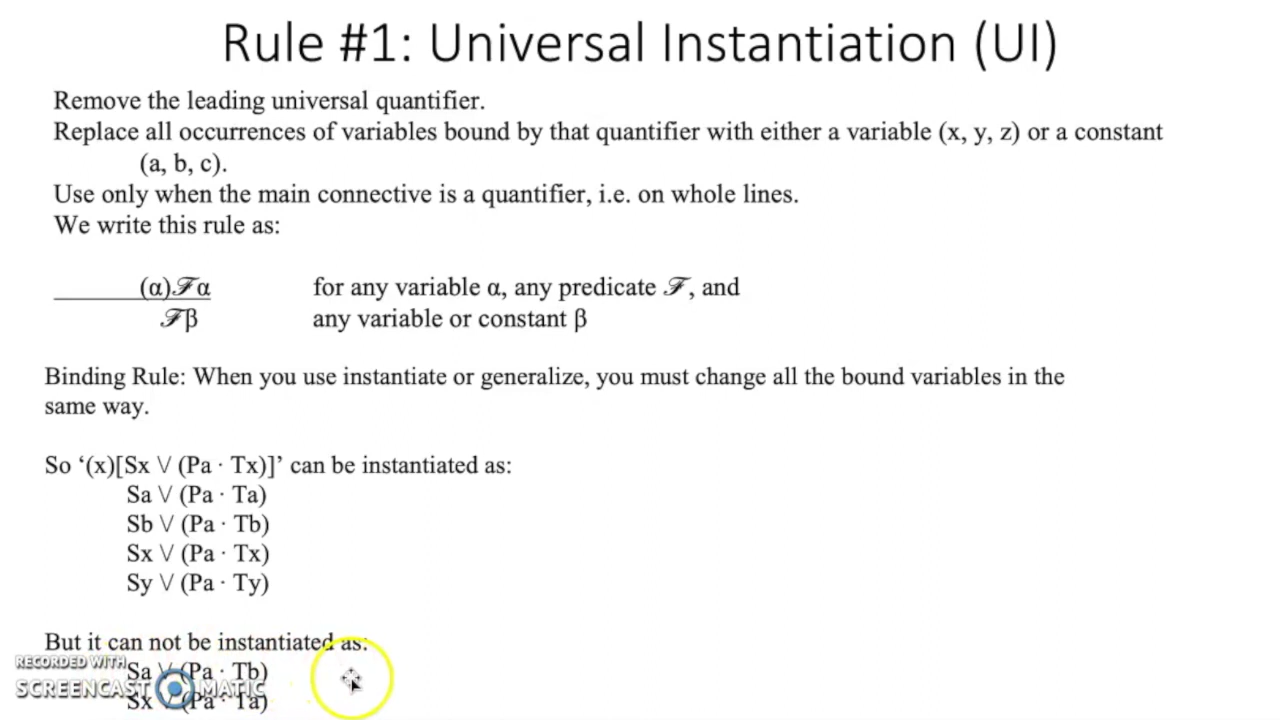 Rule #1: Universal Instantiation (UI)
Remove the leading universal quantifier.
Replace all occurrences of variables bound by that quantifier with either a variable (x, y, z) or a constant
(a, b, c).
Use only when the main connective is a quantifier, i.e. on whole lines.
We write this rule as:
(α)ℱα for any variable α, any predicate ℱ, and
ℱβ any variable or constant β
Binding Rule: When you use instantiate or generalize, you must change all the bound variables in the
same way.
So ‘(x)[Sx ∨ (Pa · Tx)]’ can be instantiated as:
Sa ∨ (Pa · Ta)
Sb ∨ (Pa · Tb)
Sx ∨ (Pa · Tx)
Sy ∨ (Pa · Ty)
But it can not be instantiated as:
RECORDED WITH
Sa ∨ (Pa · Tb)
SCREENCAST MATIC
Sx ∨ (Pa · Ta)